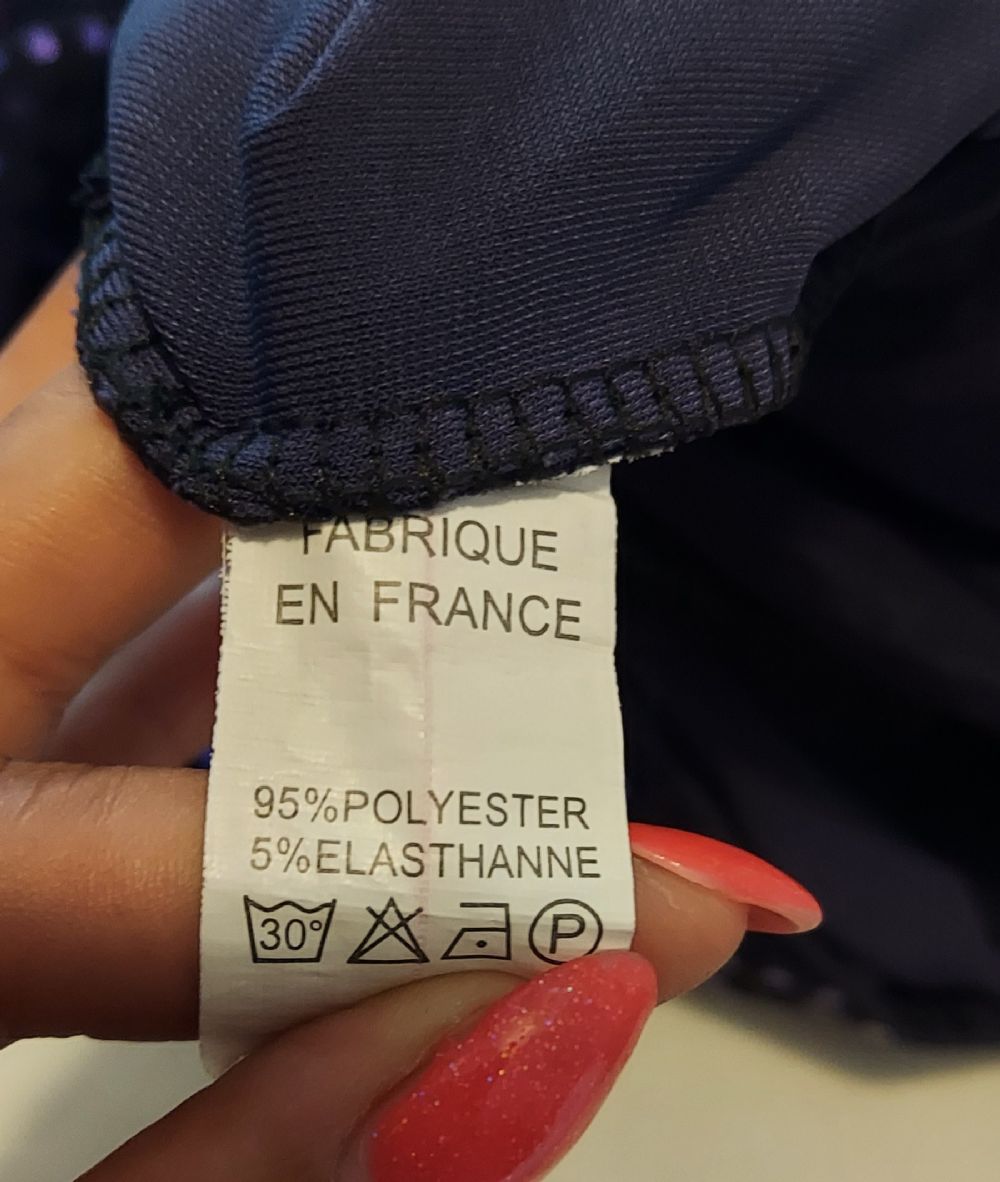 FABRIQUE
EN FRANCE
95%POLYESTER
5%ELASTHANNE
30° P